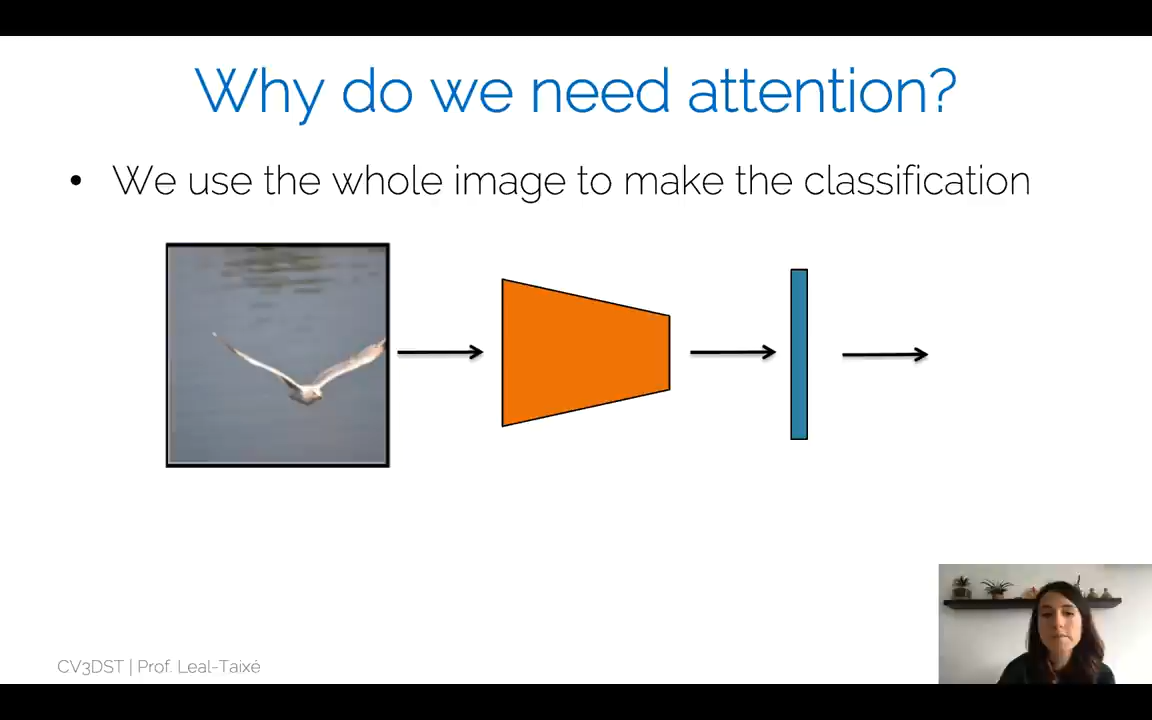 Why do we need attention?
• We use the whole image to make the classification
CV3DST | Prof. Leal-Taixé